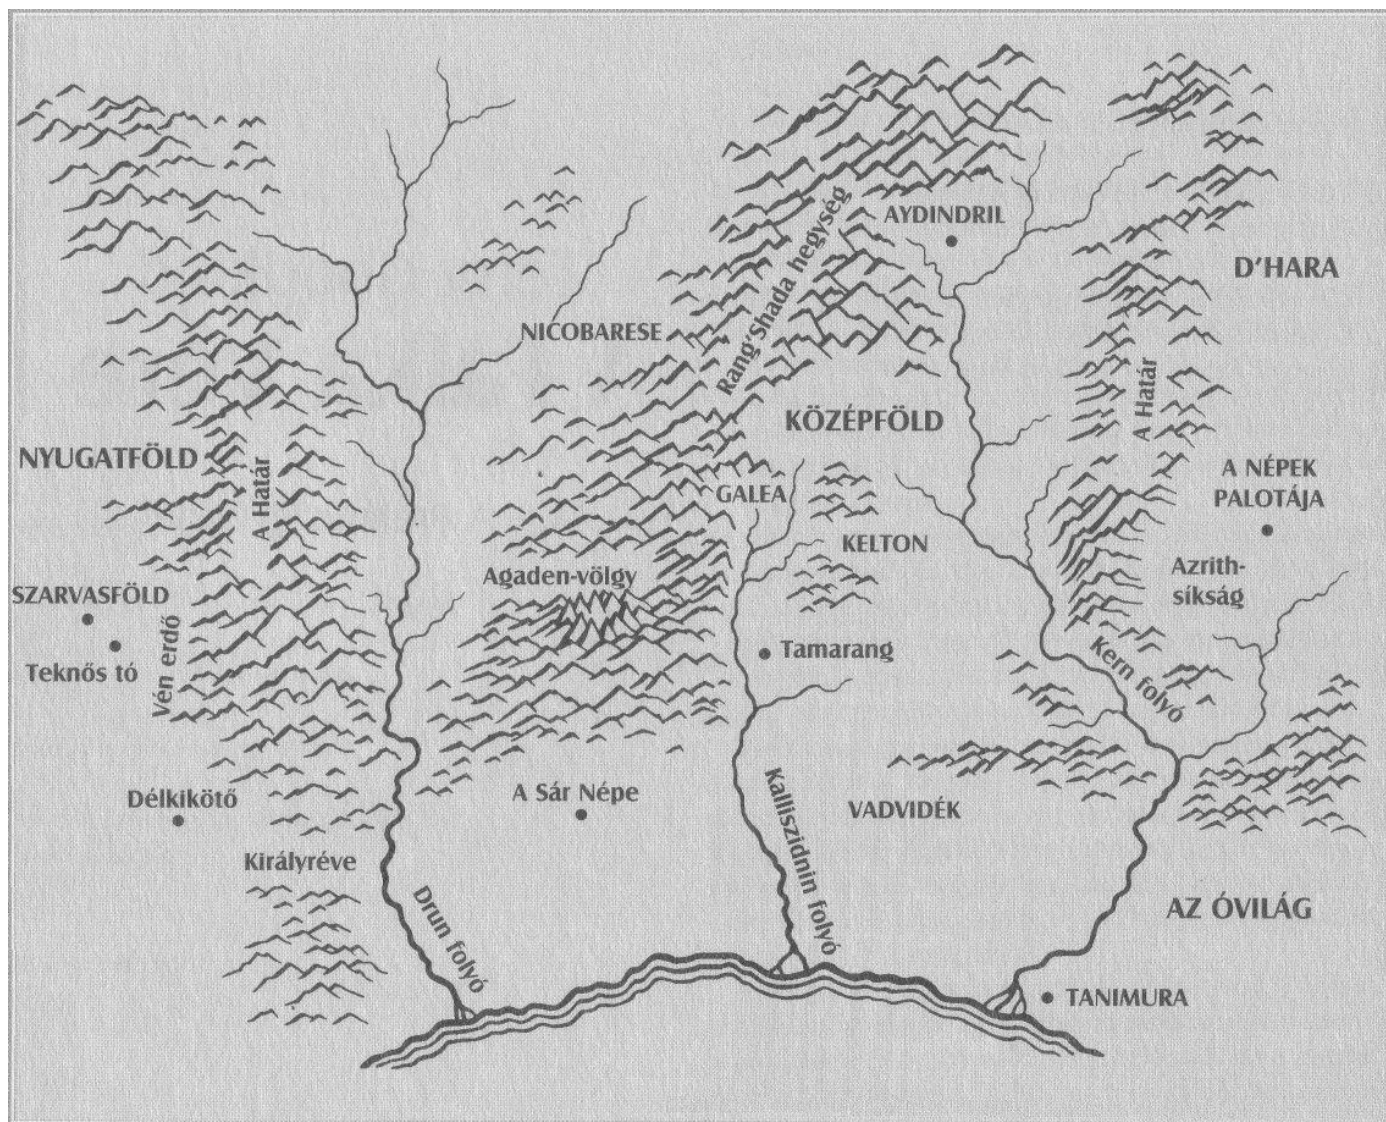 AYDINDRIL
Rang'Shada hegység
D'HARA
NICOBARESE
A Határ
KÖZÉPFÖLD
NYUGATFÖLD
A Határ
GALEA
A NÉPEK
PALOTÁJA
KELTON
Agaden-völgy
Azrith-
síkság
SZARVASFÖLD
Vén erdő
Teknős tó
Tamarang
Kern folyó
Délkikötő
A Sár Népe
Kalliszidnin folyó
VADVIDÉK
Királyréve
Drun folyó
AZ ÓVILÁG
TANIMURA